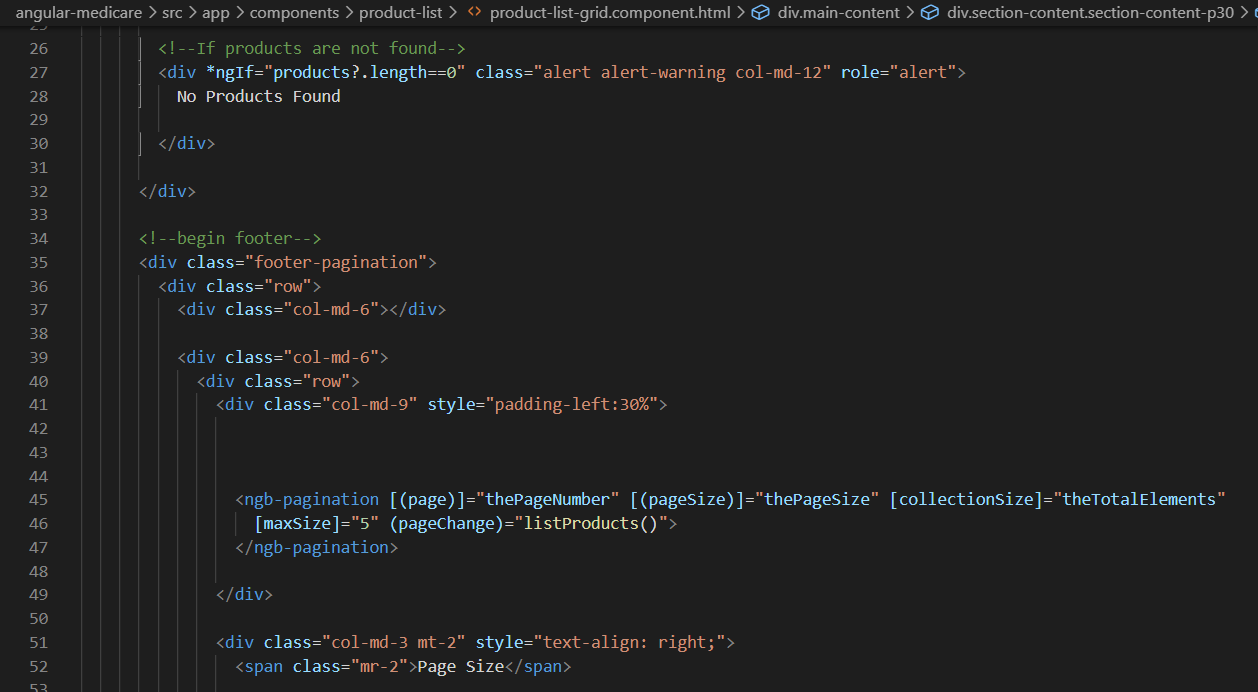 angular-medicare > src > app > components > product-list > <> product-list-grid.component.html > div.main-content > div.section-content.section-content-p30 >
26 <!--If products are not found-->
27 <div *ngIf="products?.length==0" class="alert alert-warning col-md-12" role="alert">
28 No Products Found
29
30 </div>
31
32 </div>
33
34 <!--begin footer-->
35 <div class="footer-pagination">
36 <div class="row">
37 <div class="col-md-6"></div>
38
39 <div class="col-md-6">
40 <div class="row">
41 <div class="col-md-9" style="padding-left:30%">
42
43
44
45 <ngb-pagination [(page)]="thePageNumber" [(pageSize)]="thePageSize" [collectionSize]="theTotalElements"
46 [maxSize]="5" (pageChange)="listProducts()">
47 </ngb-pagination>
48
49 </div>
50
51 <div class="col-md-3 mt-2" style="text-align: right;">
52 <span class="mr-2">Page Size</span>
53